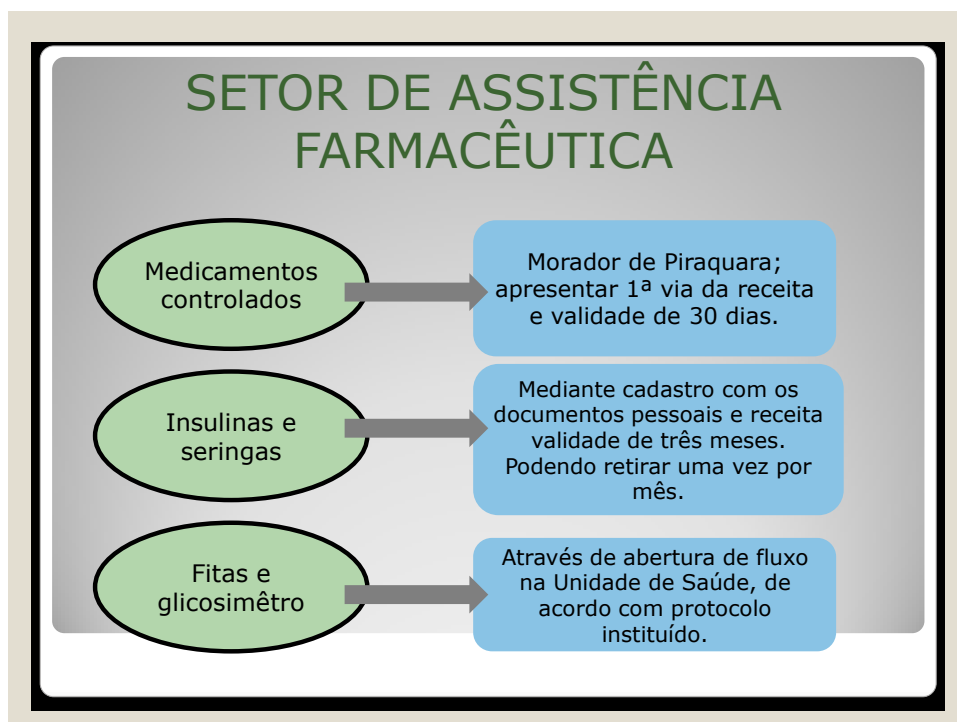 SETOR DE ASSISTÊNCIA
FARMACÊUTICA
Medicamentos
controlados
Morador de Piraquara;
apresentar 1ª via da receita
e validade de 30 dias.
Insulinas e
seringas
Mediante cadastro com os
documentos pessoais e receita
validade de três meses.
Podendo retirar uma vez por
mês.
Fitas e
glicosimêtro
Através de abertura de fluxo
na Unidade de Saúde, de
acordo com protocolo
instituído.